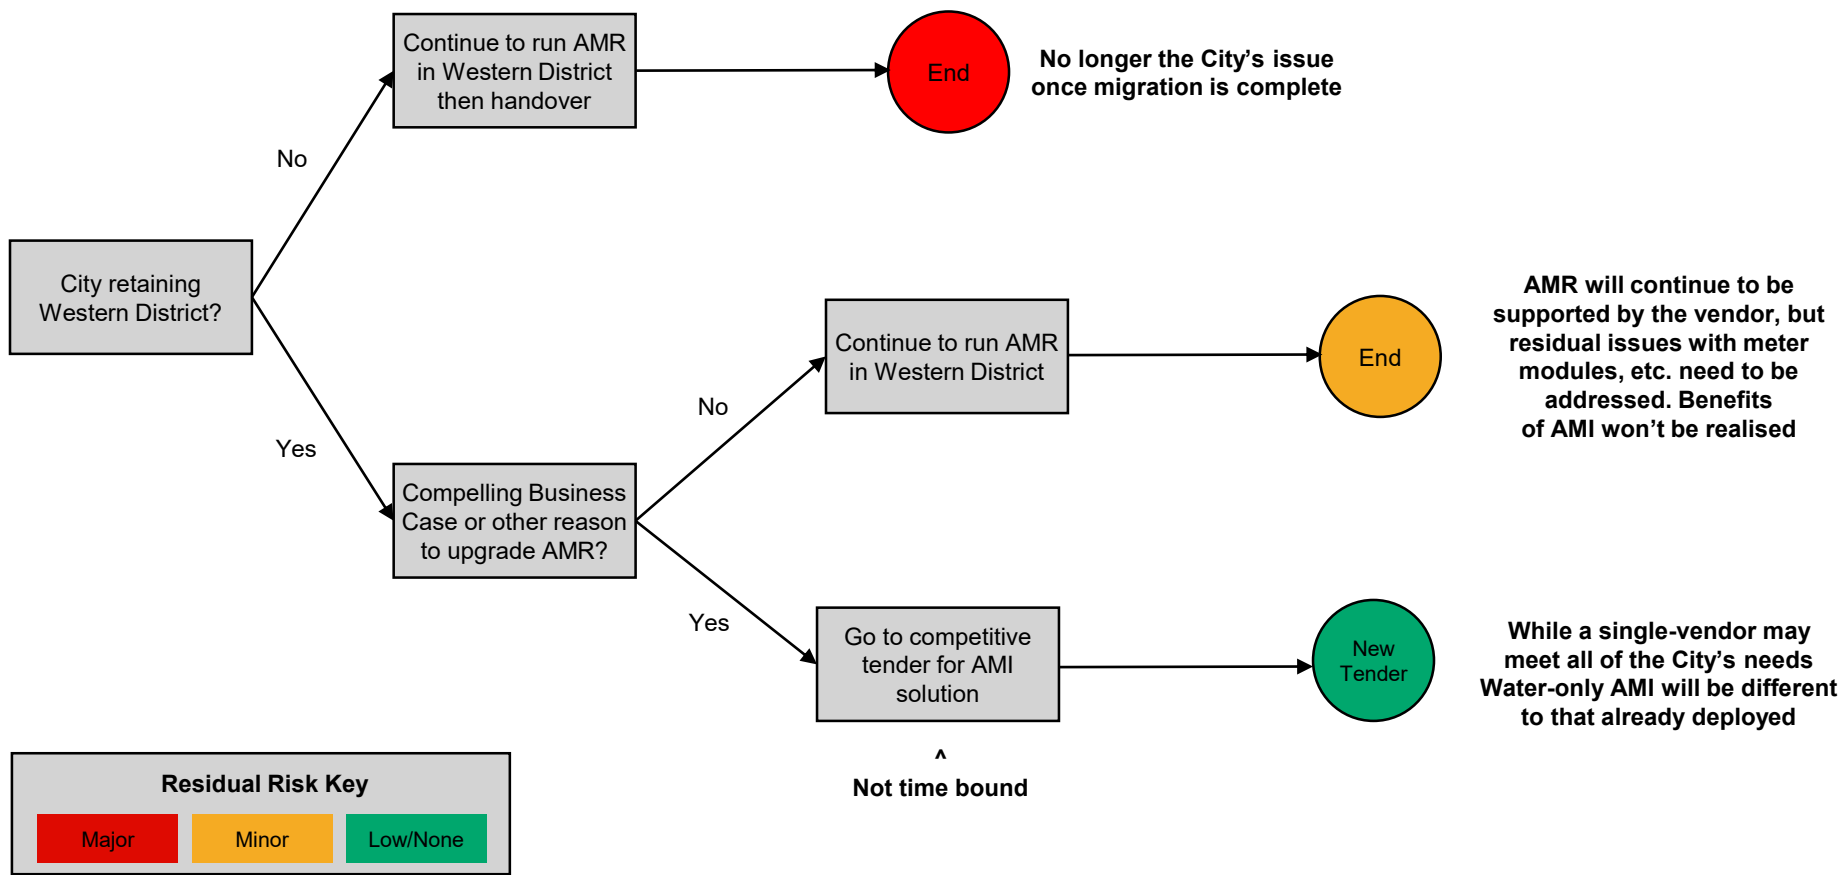 Continue to run AMR
in Western District
then handover
End
No longer the City’s issue
once migration is complete
No
City retaining
Western District?
Yes
Compelling Business
Case or other reason
to upgrade AMR?
No
Continue to run AMR
in Western District
End
AMR will continue to be
supported by the vendor, but
residual issues with meter
modules, etc. need to be
addressed. Benefits
of AMI won’t be realised
Yes
Go to competitive
tender for AMI
solution
New
Tender
While a single-vendor may
meet all of the City’s needs
Water-only AMI will be different
to that already deployed
^
Not time bound
Residual Risk Key
Major
Minor
Low/None